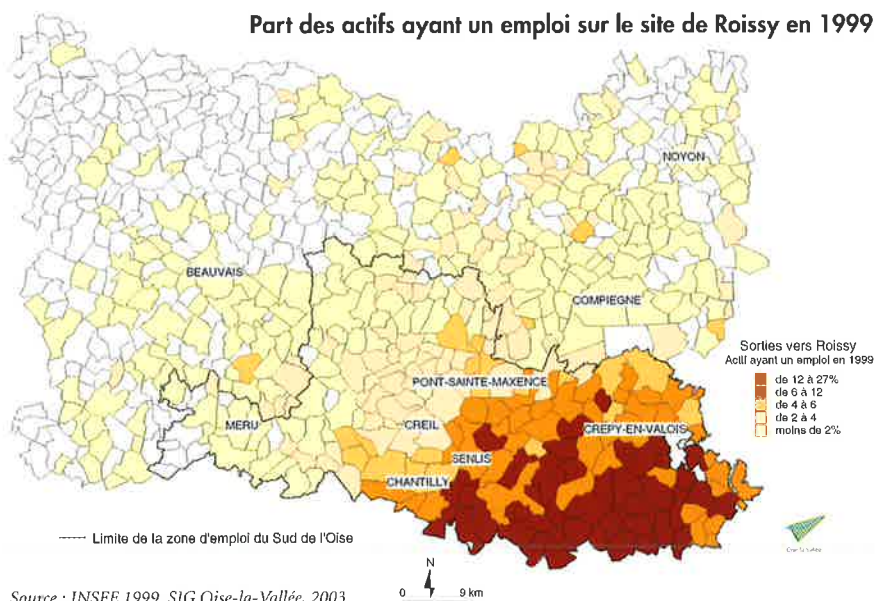 Part des actifs ayant un emploi sur le site de Roissy en 1999
NOYON
BEAUVAIS
COMPIEGNE
Sorties vers Roissy
Actif ayant un emploi en 1999
de 12 à 27%
de 6 à 12
de 4 à 6
de 2 à 4
moins de 2%
PONT-SAINTE-MAXENCE
MERU
CREIL
CREPY-EN-VALOIS
SENLIS
CHANTILLY
Limite de la zone d'emploi du Sud de l'Oise
N
0 9 km
Source : INSEE 1999, SIG Oise-la-Vallée, 2003